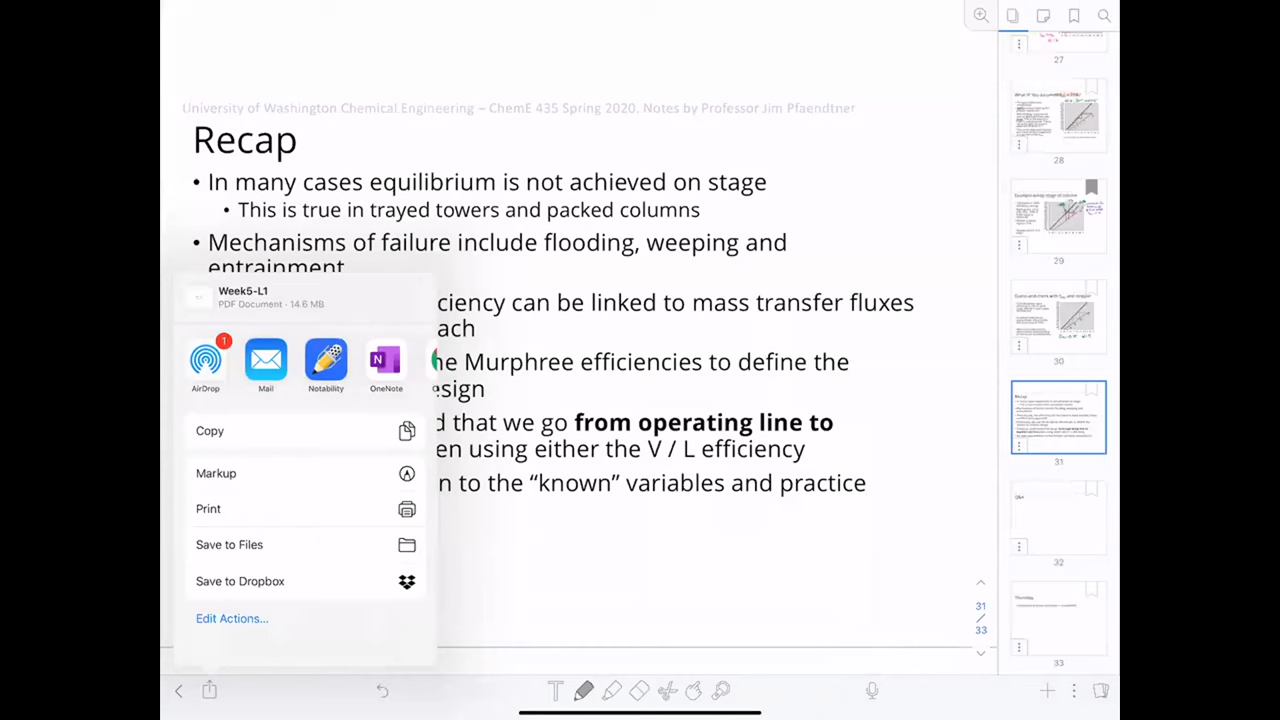 University of Washington Chemical Engineering – ChemE 435 Spring 2020. Notes by Professor Jim Pfaendtner
Recap
• In many cases equilibrium is not achieved on stage
• This is true in trayed towers and packed columns
• Mechanisms of failure include flooding, weeping and
entrainment
ciency can be linked to mass transfer fluxes
ach
he Murphree efficiencies to define the
esign
d that we go from operating line to
en using either the V / L efficiency
n to the “known” variables and practice
Week5-L1
PDF Document · 14.6 MB
1
AirDrop
Mail
Notability
N
OneNote
Copy
Markup
Print
Save to Files
Save to Dropbox
Edit Actions...
31
/
33
T
27
28
29
30
Recap
31
Q&A
32
Thursday
33